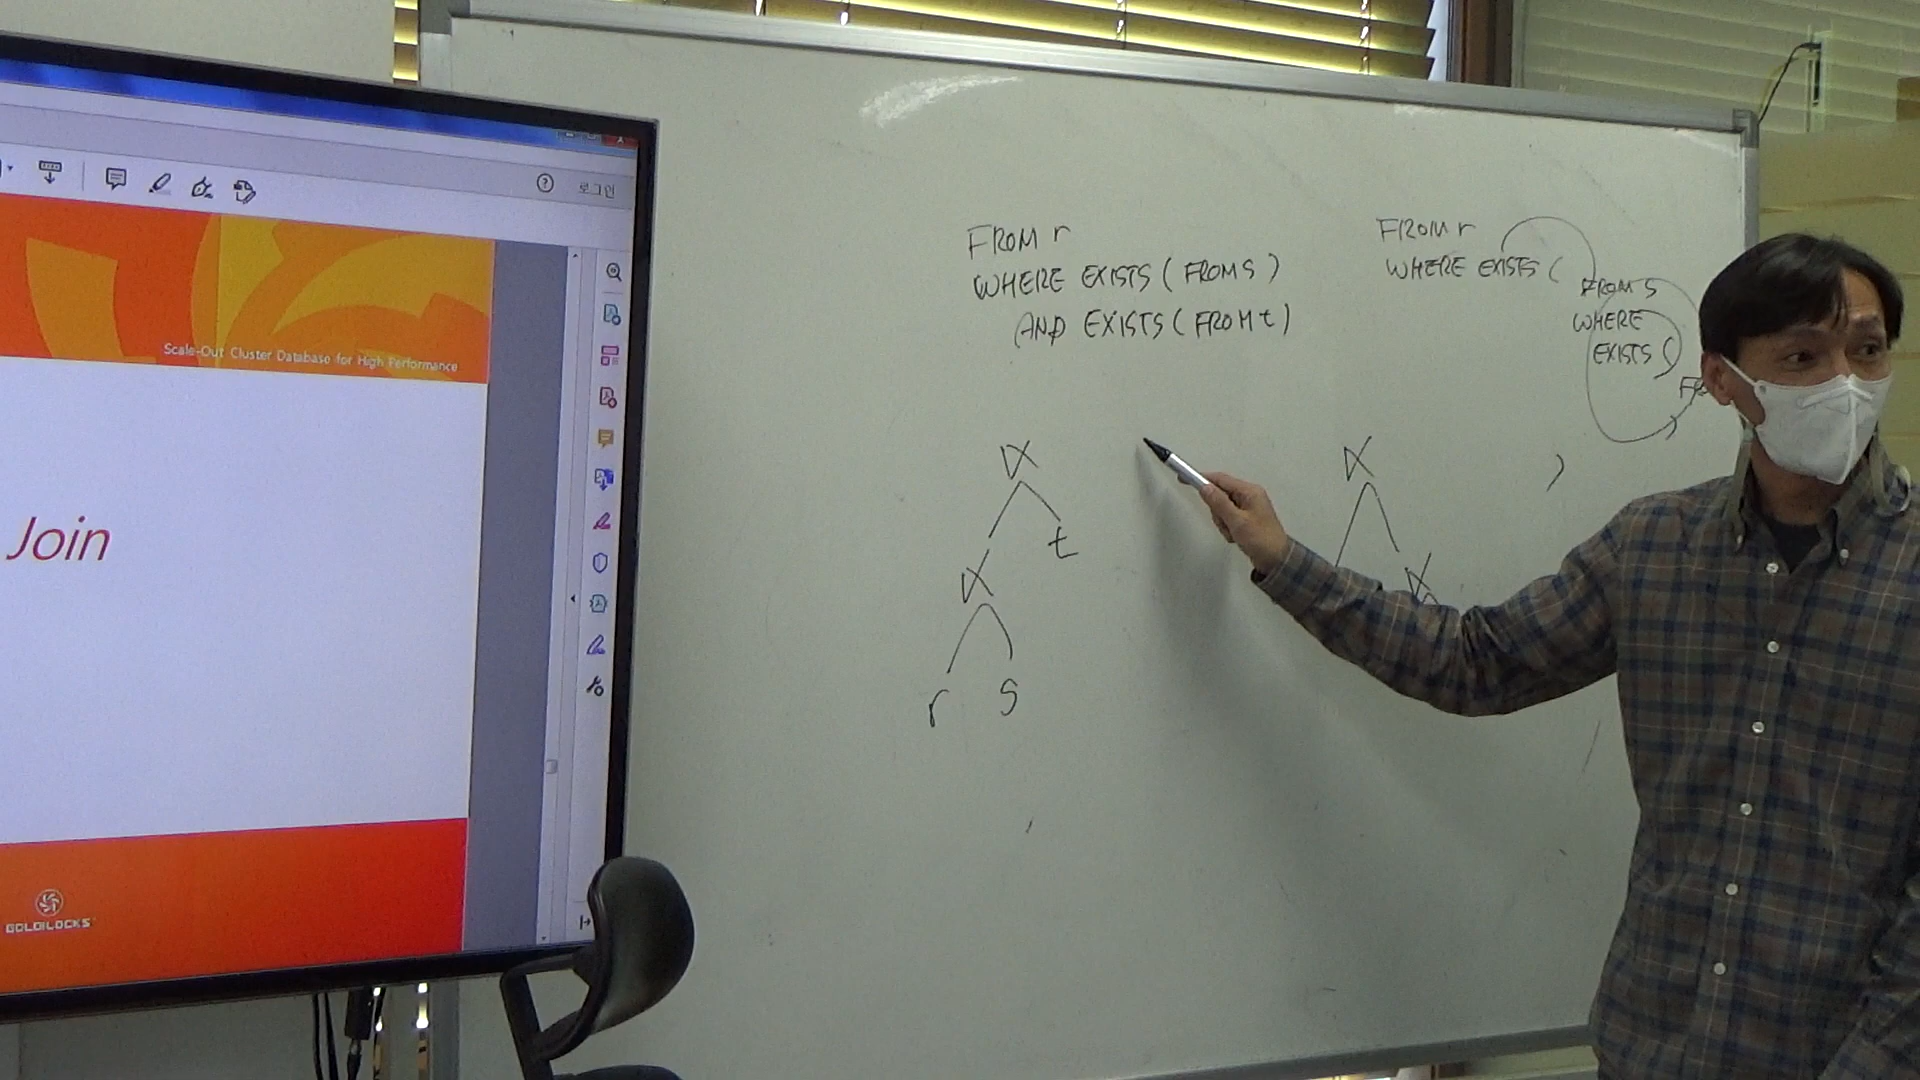 로그인
Scale-Out Cluster Database for High Performance
Join
GOLDILOCKS
FROM r
WHERE EXISTS ( FROM s )
AND EXISTS ( FROM t )
⋉
t
⋉
r s
FROM r
WHERE EXISTS (
FROM s
WHERE
EXISTS (
)
)
⋉
⋉